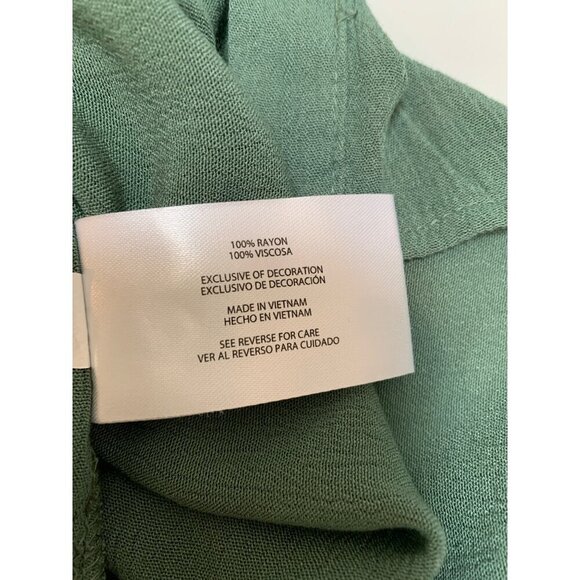 100% RAYON
100% VISCOSA
EXCLUSIVE OF DECORATION
EXCLUSIVO DE DECORACIÓN
MADE IN VIETNAM
HECHO EN VIETNAM
SEE REVERSE FOR CARE
VER AL REVERSO PARA CUIDADO